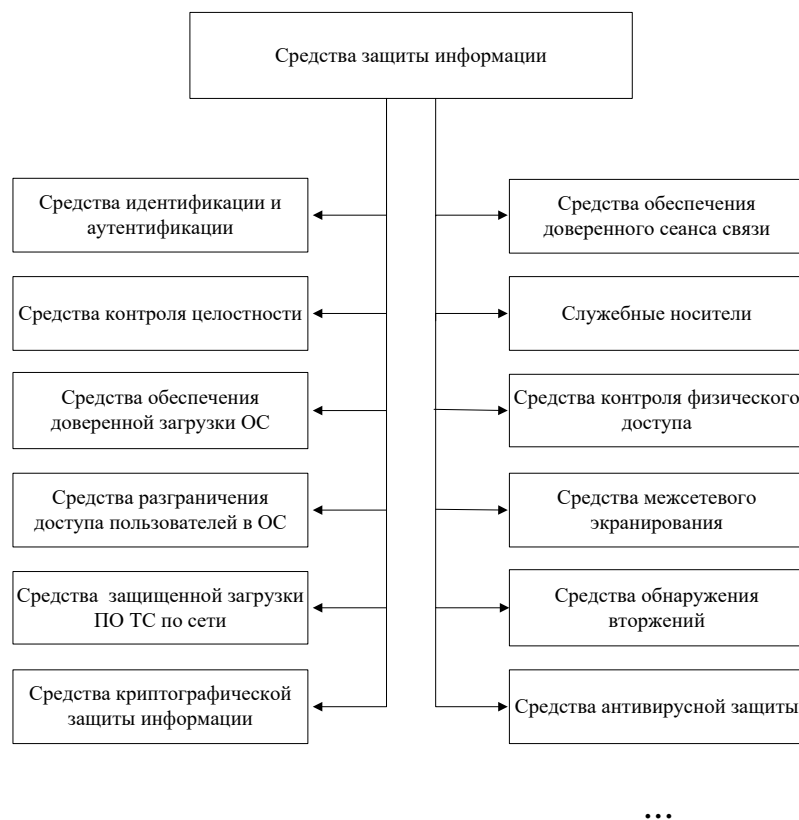 Средства защиты информации
Средства идентификации и
аутентификации
Средства контроля целостности
Средства обеспечения
доверенной загрузки ОС
Средства разграничения
доступа пользователей в ОС
Средства защищенной загрузки
ПО ТС по сети
Средства криптографической
защиты информации
Средства обеспечения
доверенного сеанса связи
Служебные носители
Средства контроля физического
доступа
Средства межсетевого
экранирования
Средства обнаружения
вторжений
Средства антивирусной защиты
...